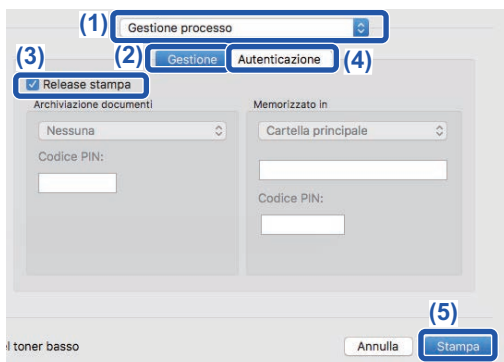 (1) Gestione processo
(2) Gestione Autenticazione (4)
(3) Release stampa
Archiviazione documenti Memorizzato in
Nessuna Cartella principale
Codice PIN:
Codice PIN:
(5)
el toner basso Annulla Stampa